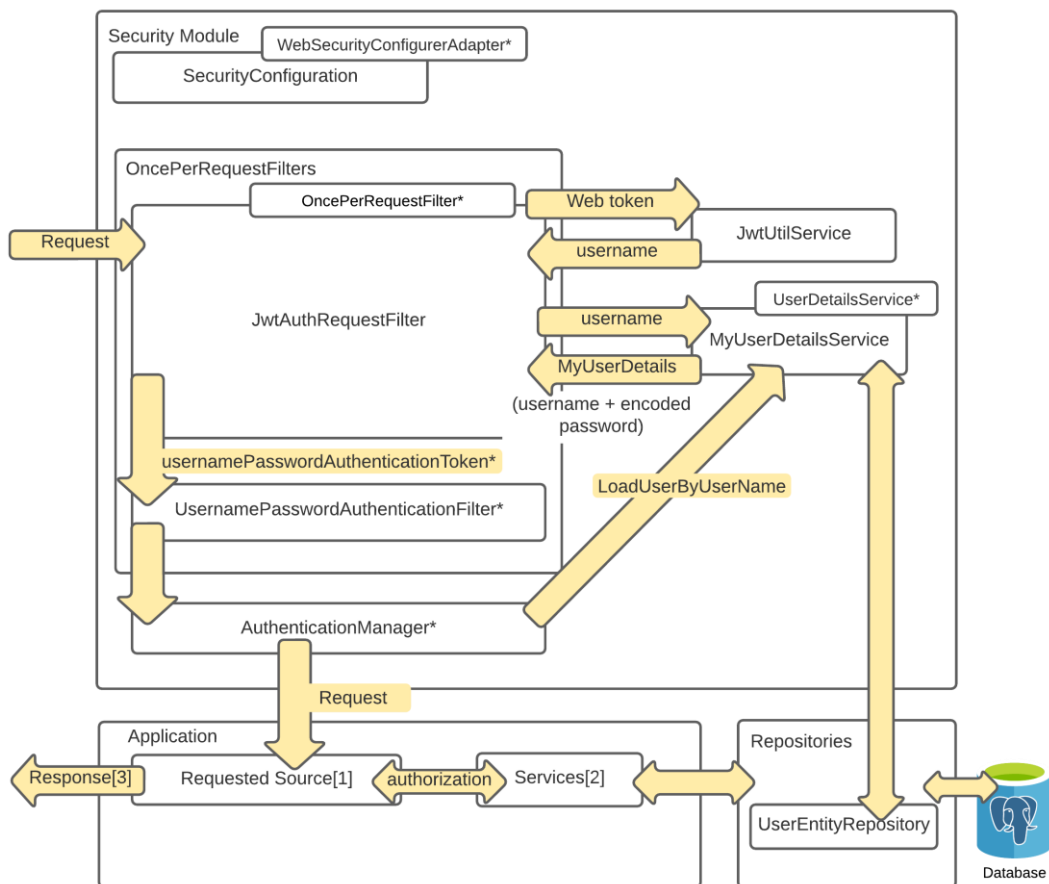 Security Module
WebSecurityConfigurerAdapter*
SecurityConfiguration
OncePerRequestFilters
OncePerRequestFilter*
Web token
Request
JwtUtilService
username
UserDetailsService*
JwtAuthRequestFilter
username
MyUserDetailsService
MyUserDetails
(username + encoded
password)
usernamePasswordAuthenticationToken*
LoadUserByUserName
UsernamePasswordAuthenticationFilter*
AuthenticationManager*
Request
Application
Repositories
Response[3]
Requested Source[1]
authorization
Services[2]
UserEntityRepository
Database